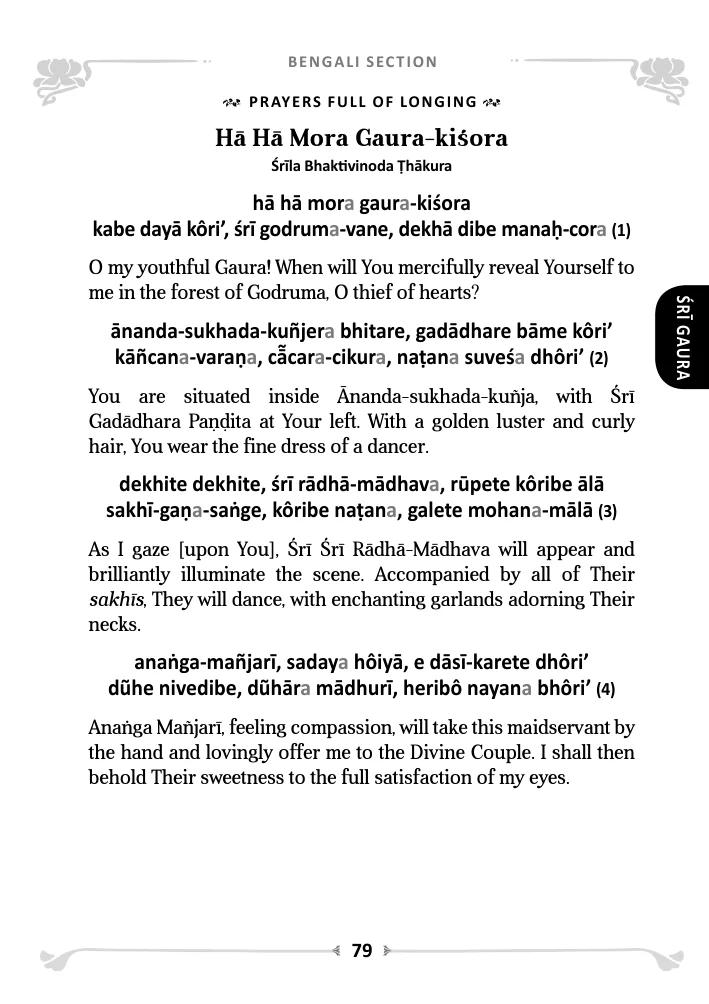 BENGALI SECTION
PRAYERS FULL OF LONGING
Hā Hā Mora Gaura-kiśora
Śrīla Bhaktivinoda Ṭhākura
hā hā mora gaura-kiśora
kabe dayā kôri’, śrī godruma-vane, dekhā dibe manaḥ-cora (1)
O my youthful Gaura! When will You mercifully reveal Yourself to
me in the forest of Godruma, O thief of hearts?
ŚRĪ GAURA
ānanda-sukhada-kuñjera bhitare, gadādhare bāme kôri’
kāñcana-varaṇa, cā̃cara-cikura, naṭana suveśa dhôri’ (2)
You are situated inside Ānanda-sukhada-kuñja, with Śrī
Gadādhara Paṇḍita at Your left. With a golden luster and curly
hair, You wear the fine dress of a dancer.
dekhite dekhite, śrī rādhā-mādhava, rūpete kôribe ālā
sakhī-gaṇa-saṅge, kôribe naṭana, galete mohana-mālā (3)
As I gaze [upon You], Śrī Śrī Rādhā-Mādhava will appear and
brilliantly illuminate the scene. Accompanied by all of Their
sakhīs, They will dance, with enchanting garlands adorning Their
necks.
anaṅga-mañjarī, sadaya hôiyā, e dāsī-karete dhôri’
dũhe nivedibe, dũhāra mādhurī, heribô nayana bhôri’ (4)
Anaṅga Mañjarī, feeling compassion, will take this maidservant by
the hand and lovingly offer me to the Divine Couple. I shall then
behold Their sweetness to the full satisfaction of my eyes.
79